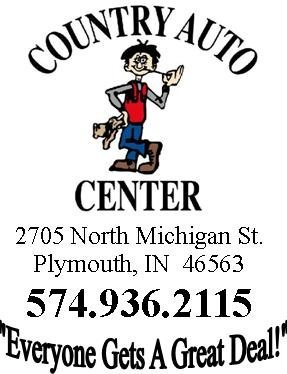 COUNTRY AUTO
CENTER
2705 North Michigan St.
Plymouth, IN 46563
574.936.2115
"Everyone Gets A Great Deal!"